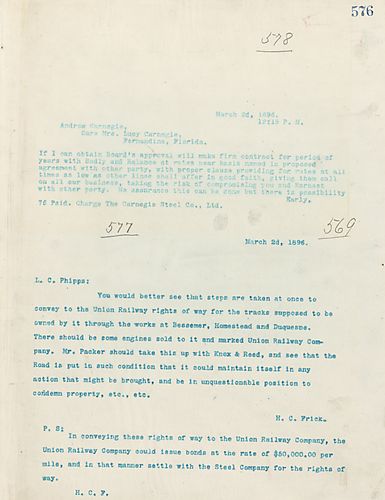 576
578
March 2d, 1896.
12:15 P. M.
Andrew Carnegie,
Care Mrs. Lucy Carnegie,
Fernandina, Florida.
If I can obtain Board's approval will make firm contract for period of
years with Sadly and Balance at rates near basis named in proposed
agreement with other party, with proper clause providing for rates at all
times as low as other lines shall offer in good faith, giving them call
on all our business, taking the risk of compromising you and Earnest
with other party. No assurance this can be done but there is possibility
Early.
76 Paid. Charge The Carnegie Steel Co., Ltd.
577
569
March 2d, 1896.
L. C. Phipps:
You would better see that steps are taken at once to
convey to the Union Railway rights of way for the tracks supposed to be
owned by it through the works at Bessemer, Homestead and Duquesne.
There should be some engines sold to it and marked Union Railway Com-
pany. Mr. Packer should take this up with Knox & Reed, and see that the
Road is put in such condition that it could maintain itself in any
action that might be brought, and be in unquestionable position to
condemn property, etc., etc.
H. C. Frick.
P. S:
In conveying these rights of way to the Union Railway Company, the
Union Railway Company could issue bonds at the rate of $50,000.00 per
mile, and in that manner settle with the Steel Company for the rights of
way.
H. C. F.